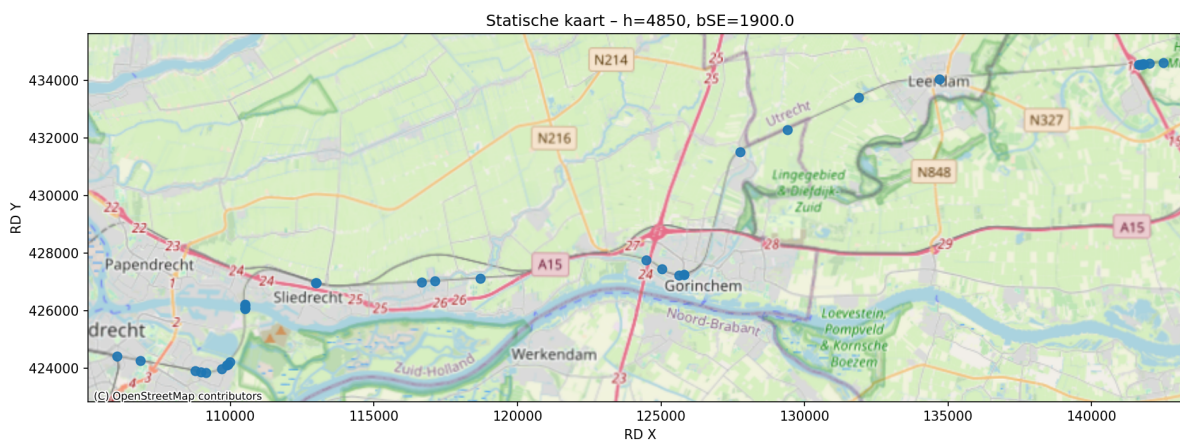 Statische kaart – h=4850, bSE=1900.0
RD Y
434000
432000
430000
428000
426000
424000
25
25
N214
N216
Utrecht
Leerdam
N327
N848
Lingegebied
& Diefdijk-
Zuid
22
22
23
24
24
25
25
26
26
27
24
28
29
A15
A15
Papendrecht
1
2
3
4
Sliedrecht
drecht
Gorinchem
Noord-Brabant
Zuid-Holland
Werkendam
23
Loevestein,
Pompveld
& Kornsche
Boezem
(C) OpenStreetMap contributors
110000
115000
120000
125000
130000
135000
140000
RD X